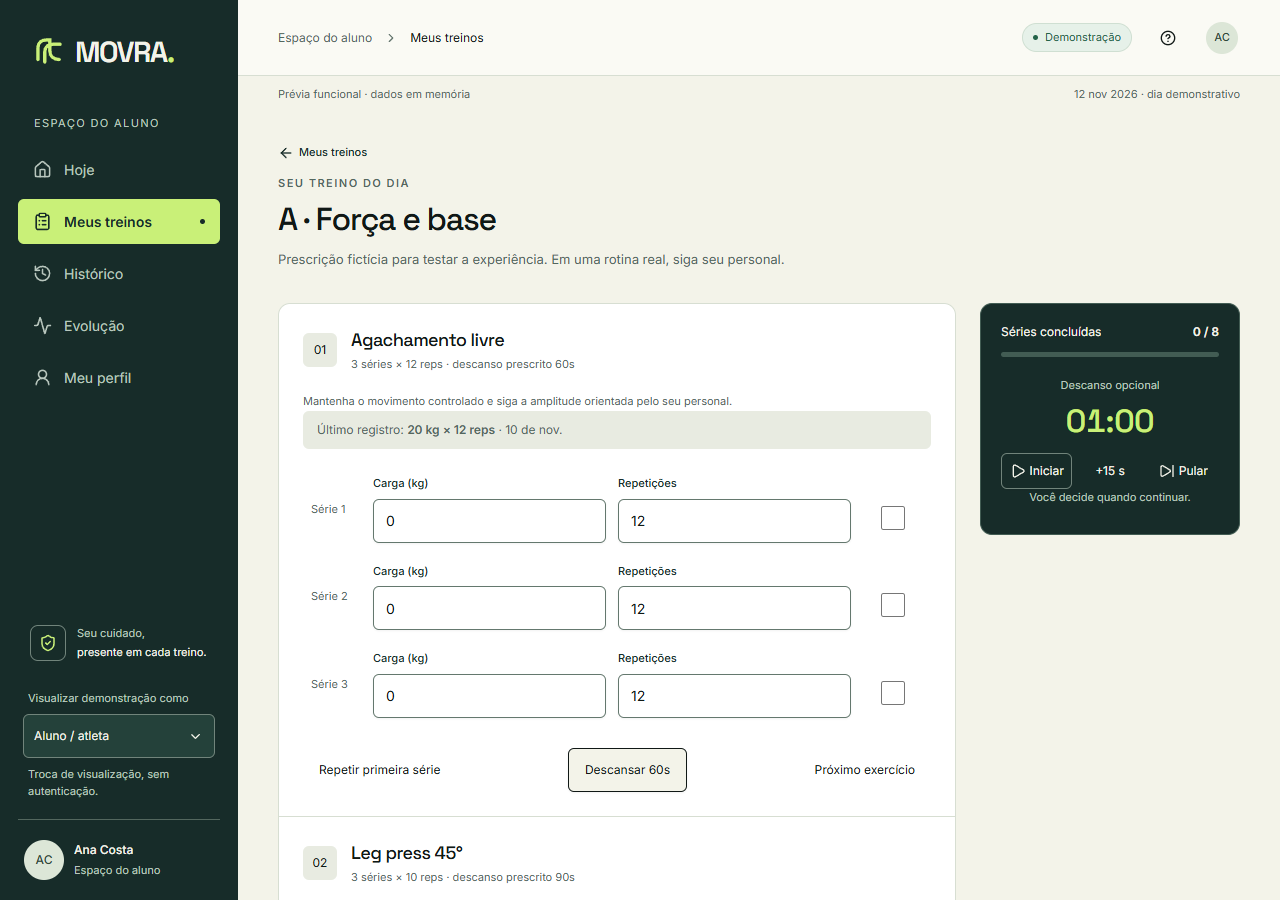 MOVRA.
ESPAÇO DO ALUNO
Hoje
Meus treinos
Histórico
Evolução
Meu perfil
Seu cuidado,
presente em cada treino.
Visualizar demonstração como
Aluno / atleta
Troca de visualização, sem
autenticação.
AC
Ana Costa
Espaço do aluno
Espaço do aluno > Meus treinos
Demonstração
AC
Prévia funcional · dados em memória
12 nov 2026 · dia demonstrativo
← Meus treinos
SEU TREINO DO DIA
A · Força e base
Prescrição fictícia para testar a experiência. Em uma rotina real, siga seu personal.
01
Agachamento livre
3 séries × 12 reps · descanso prescrito 60s
Mantenha o movimento controlado e siga a amplitude orientada pelo seu personal.
Último registro: 20 kg × 12 reps · 10 de nov.
Carga (kg)
Repetições
Série 1
0
12
Carga (kg)
Repetições
Série 2
0
12
Carga (kg)
Repetições
Série 3
0
12
Repetir primeira série
Descansar 60s
Próximo exercício
02
Leg press 45°
3 séries × 10 reps · descanso prescrito 90s
Séries concluídas
0 / 8
Descanso opcional
01:00
Iniciar
+15 s
Pular
Você decide quando continuar.